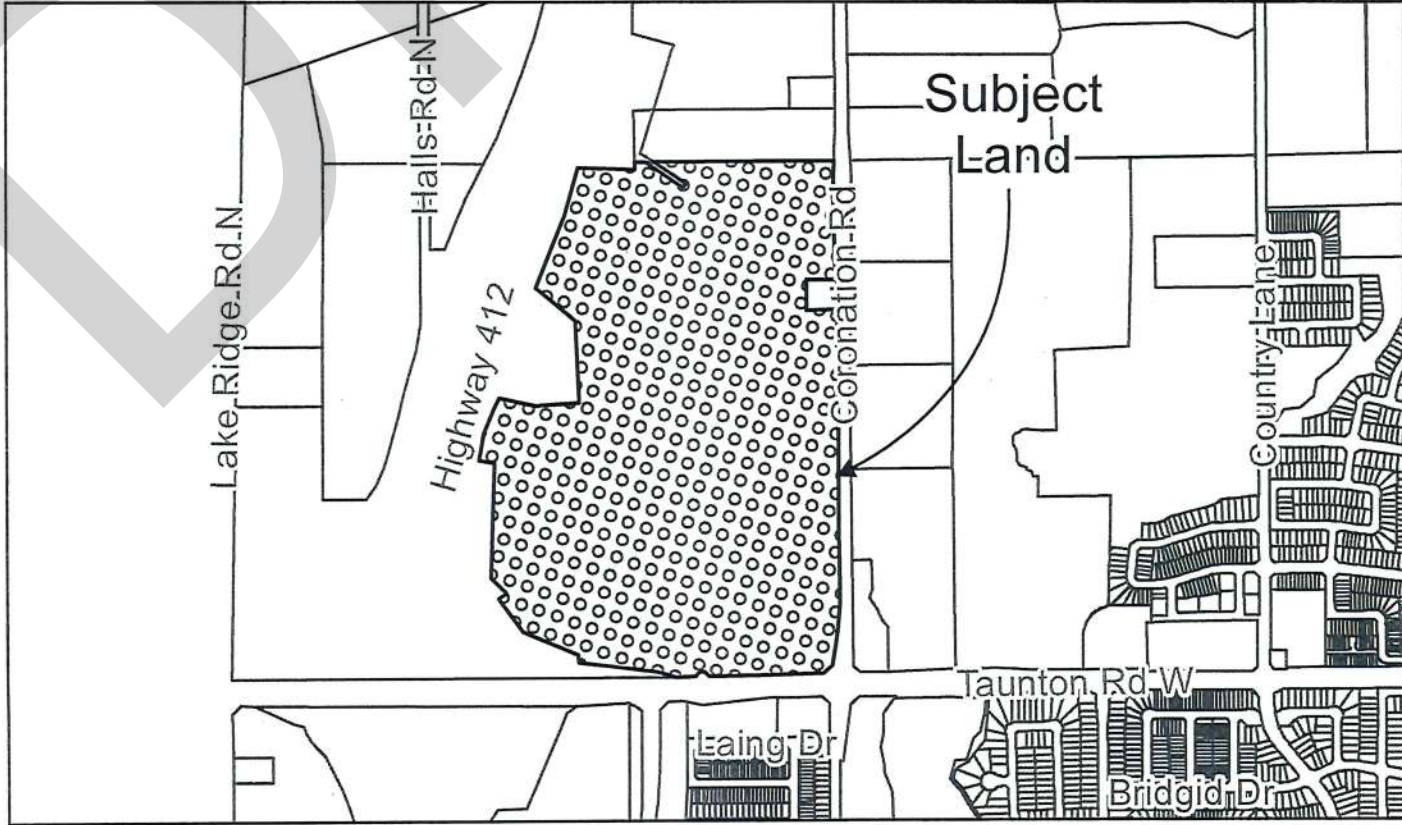 Halls Rd N
Subject
Land
Lake Ridge Rd N
Coronation Rd
Country Lane
Highway 412
Taunton Rd W
Laing Dr
Bridgid Dr